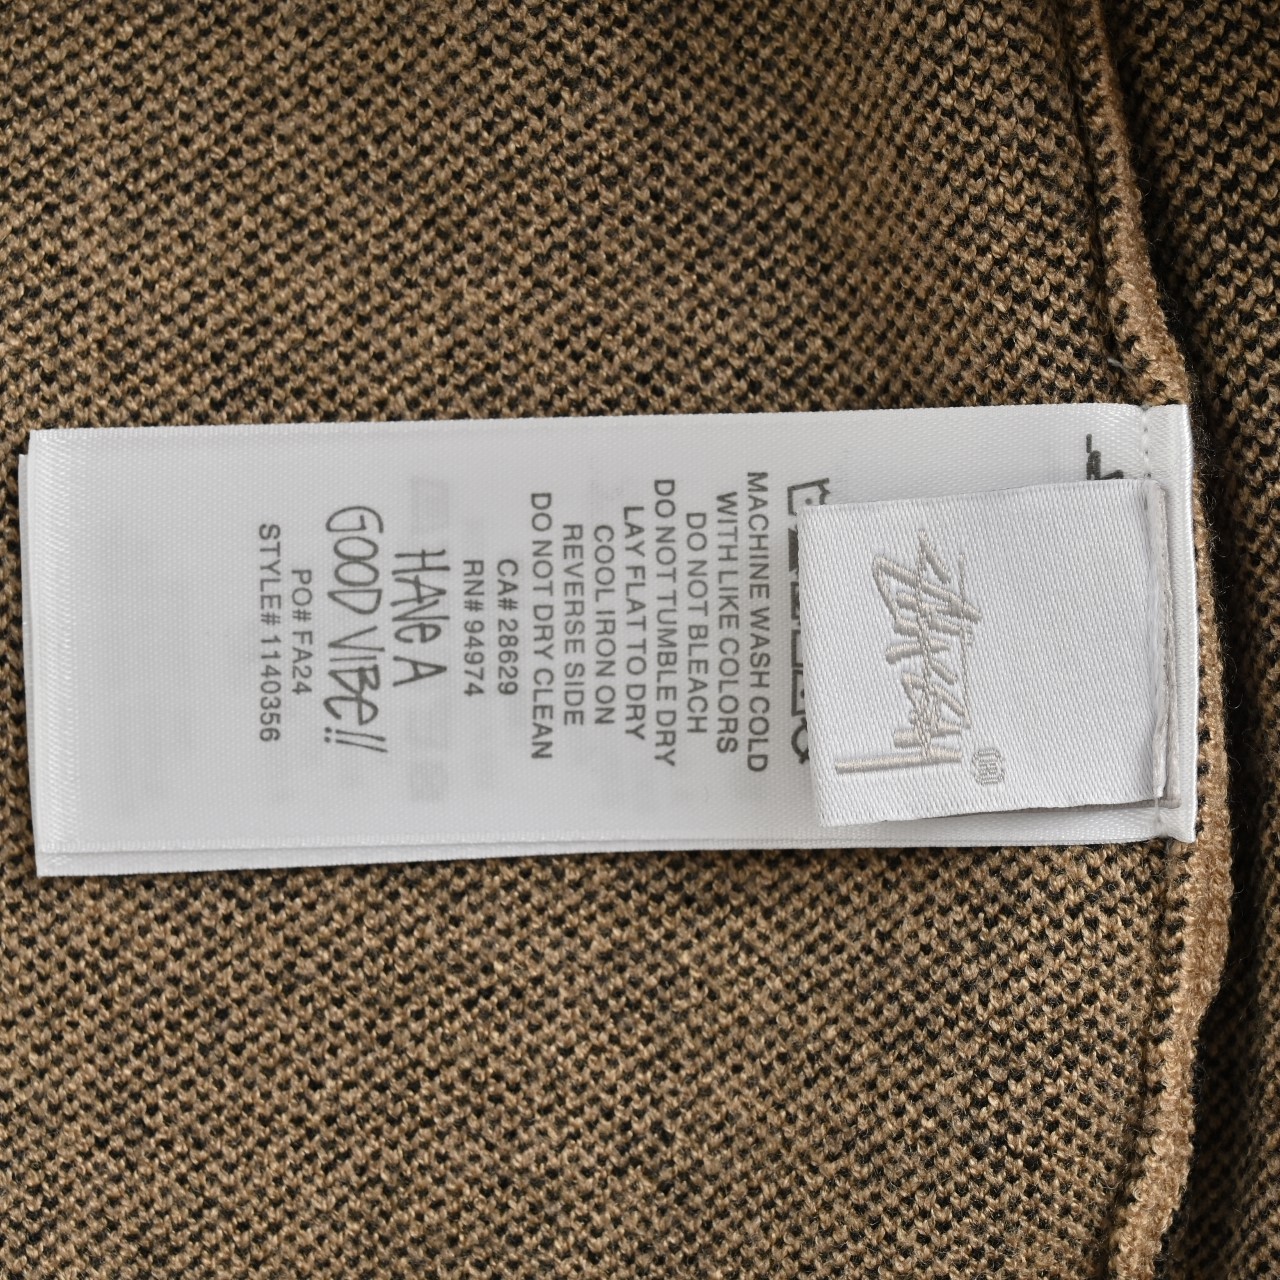 MACHINE WASH COLD
WITH LIKE COLORS
DO NOT BLEACH
DO NOT TUMBLE DRY
LAY FLAT TO DRY
COOL IRON ON
REVERSE SIDE
DO NOT DRY CLEAN
CA# 28629
RN# 94974
HAVE A
GOOD VIBE!!
PO# FA24
STYLE# 1140356
Stüssy